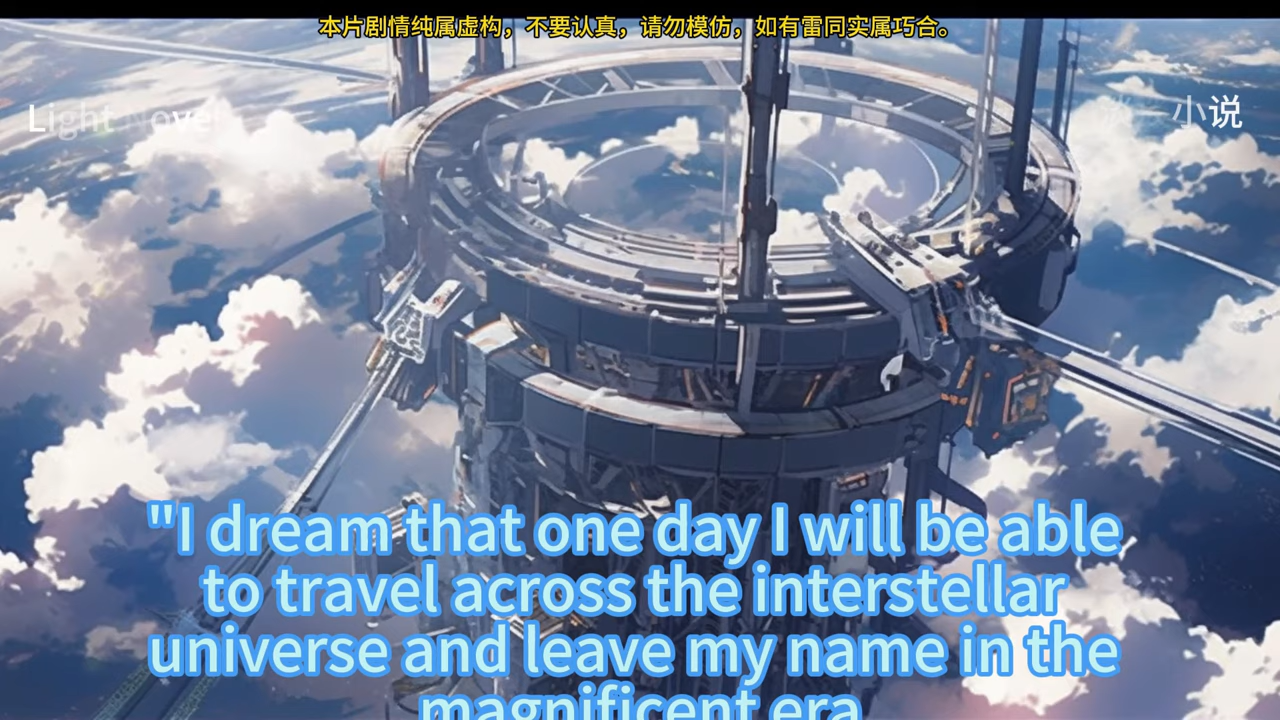 本片剧情纯属虚构，不要认真，请勿模仿，如有雷同实属巧合。
Light Novel
小说
"I dream that one day I will be able
to travel across the interstellar
universe and leave my name in the
magnificent era